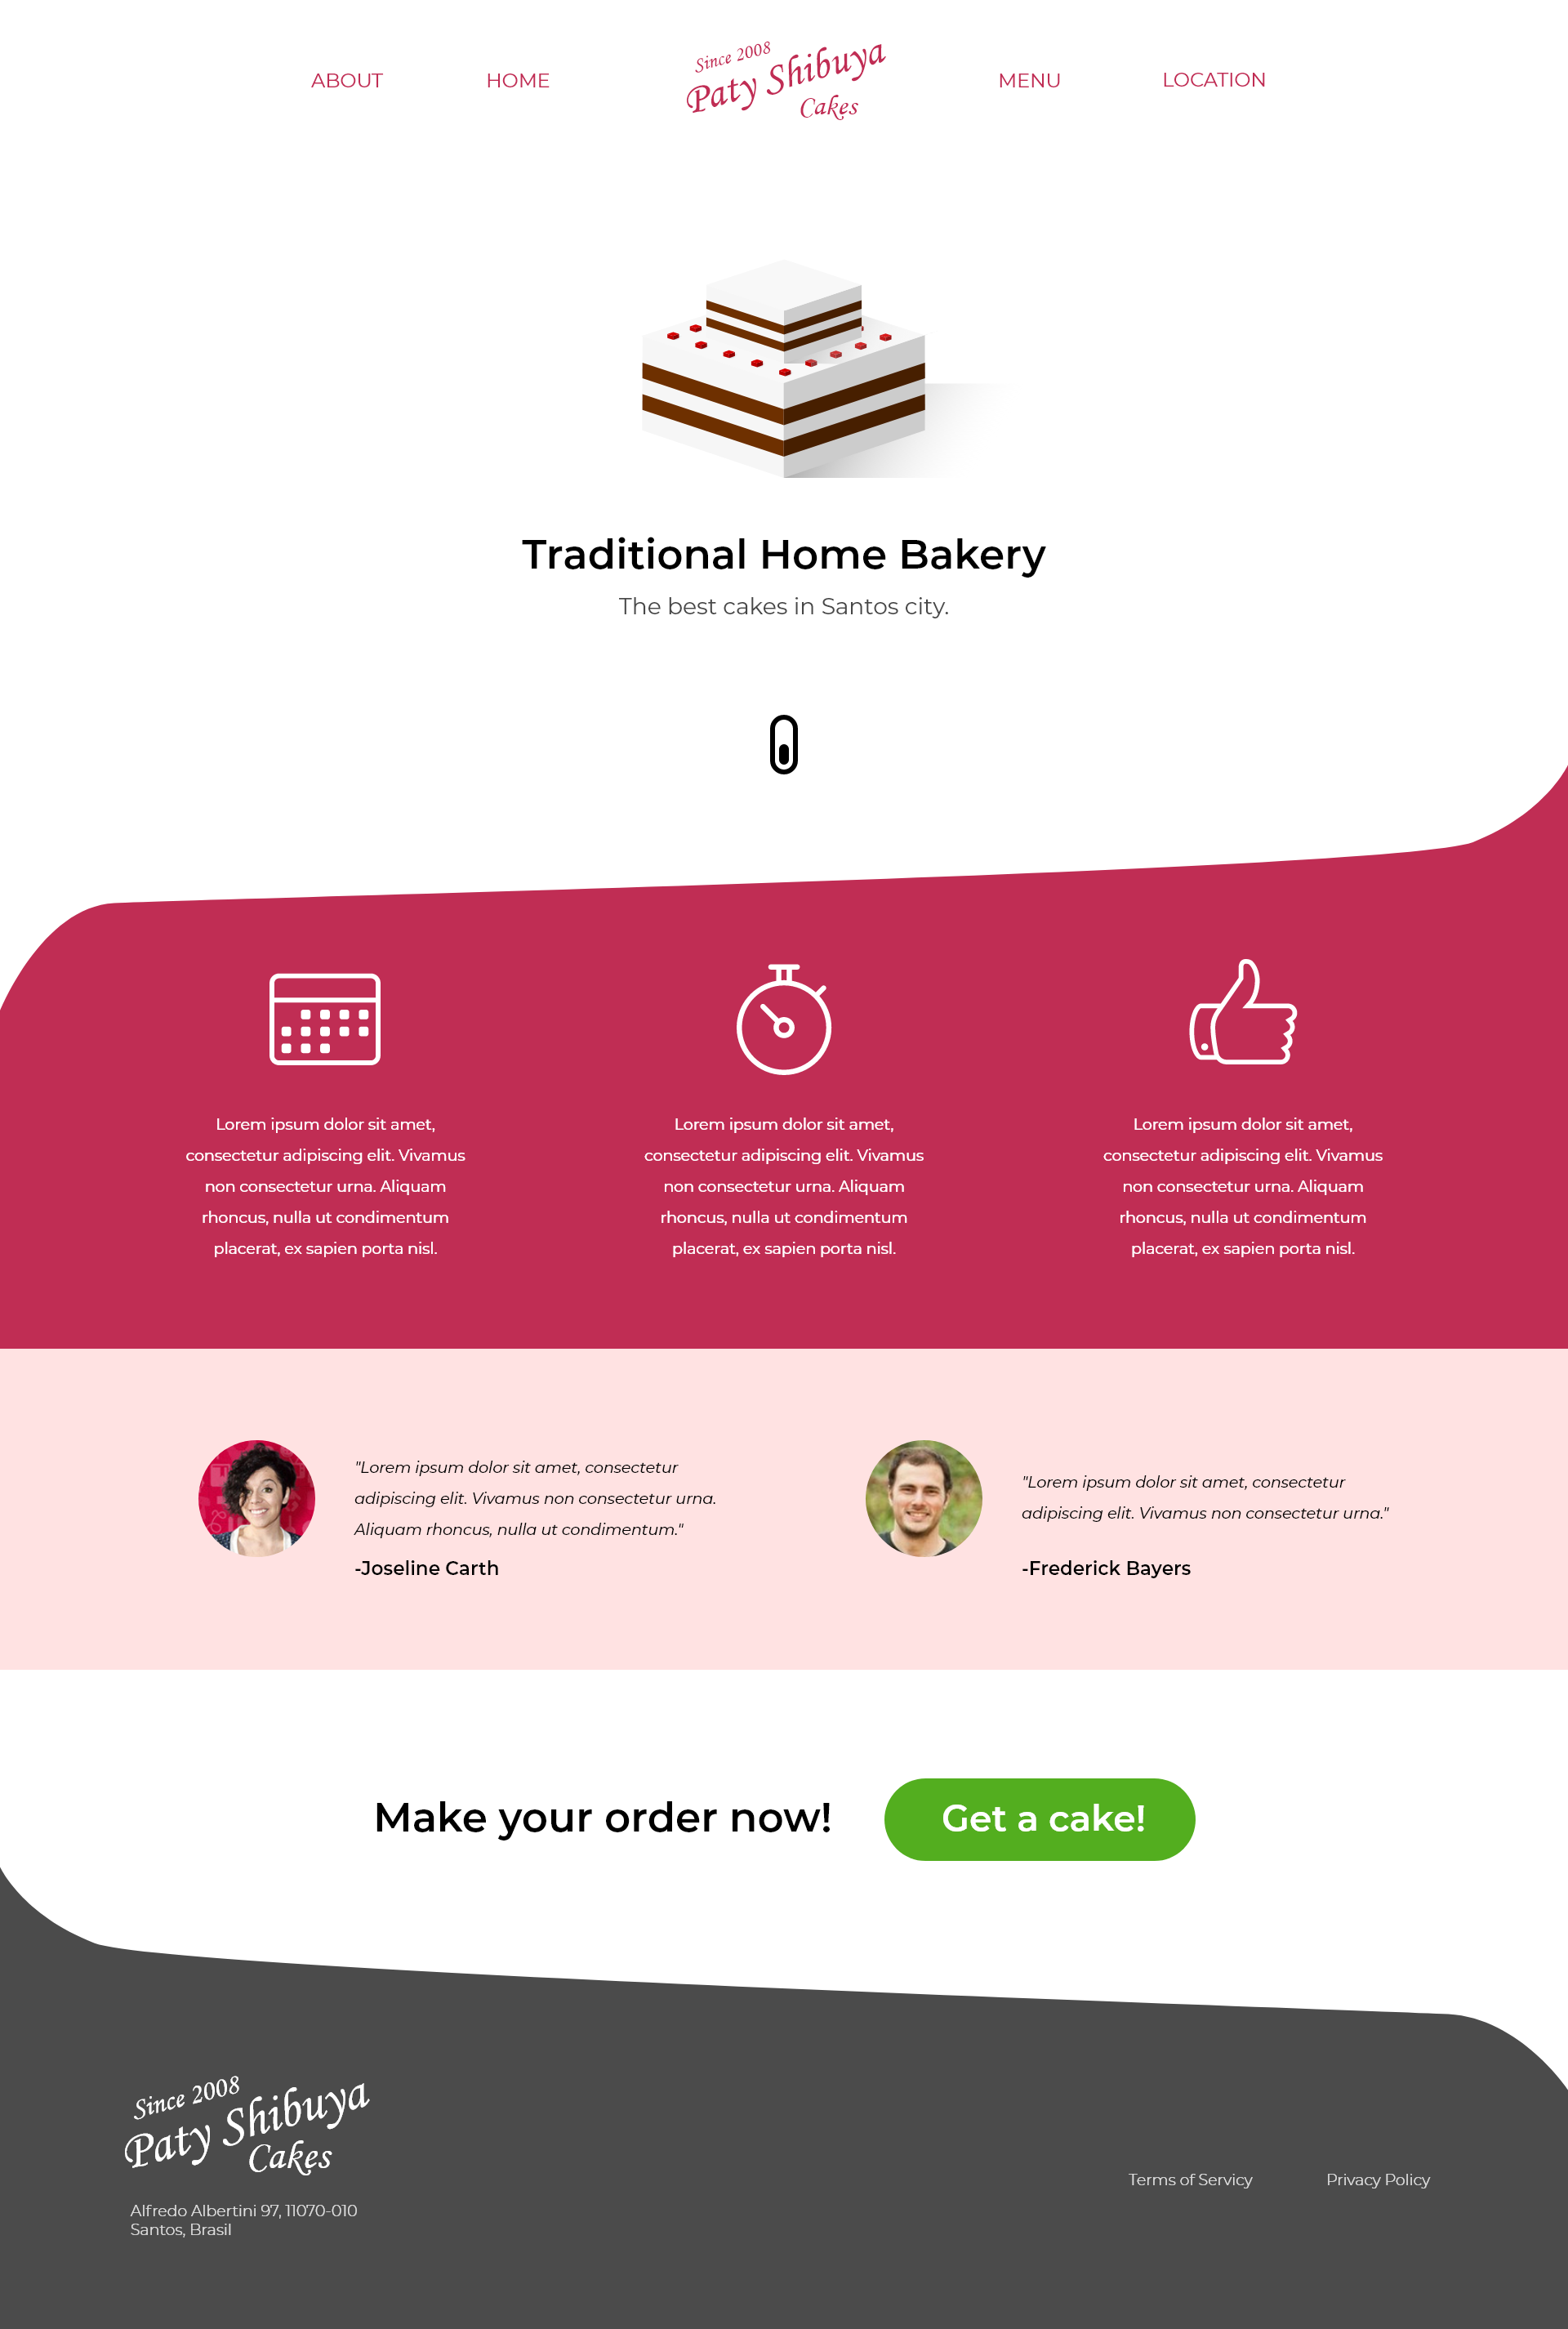 ABOUT
HOME
Since 2008
Paty Shibuya
Cakes
MENU
LOCATION
Traditional Home Bakery
The best cakes in Santos city.
Lorem ipsum dolor sit amet,
consectetur adipiscing elit. Vivamus
non consectetur urna. Aliquam
rhoncus, nulla ut condimentum
placerat, ex sapien porta nisl.
Lorem ipsum dolor sit amet,
consectetur adipiscing elit. Vivamus
non consectetur urna. Aliquam
rhoncus, nulla ut condimentum
placerat, ex sapien porta nisl.
Lorem ipsum dolor sit amet,
consectetur adipiscing elit. Vivamus
non consectetur urna. Aliquam
rhoncus, nulla ut condimentum
placerat, ex sapien porta nisl.
"Lorem ipsum dolor sit amet, consectetur
adipiscing elit. Vivamus non consectetur urna.
Aliquam rhoncus, nulla ut condimentum."
-Joseline Carth
"Lorem ipsum dolor sit amet, consectetur
adipiscing elit. Vivamus non consectetur urna."
-Frederick Bayers
Make your order now!
Get a cake!
Since 2008
Paty Shibuya
Cakes
Alfredo Albertini 97, 11070-010
Santos, Brasil
Terms of Servicy
Privacy Policy